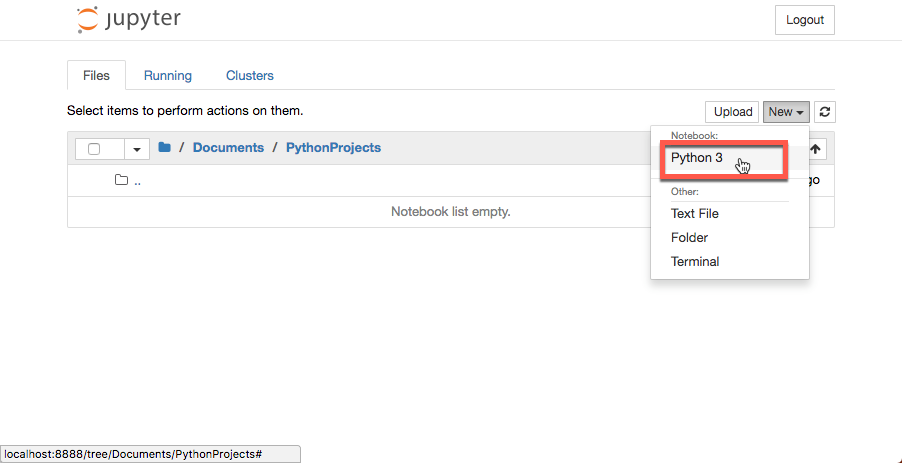 jupyter
Logout
Files Running Clusters
Select items to perform actions on them.
Upload New
Notebook:
/ Documents / PythonProjects
Python 3
..
go
Other:
Notebook list empty.
Text File
Folder
Terminal
localhost:8888/tree/Documents/PythonProjects#